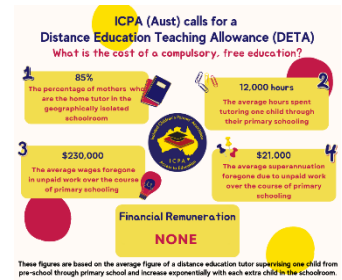 ICPA (Aust) calls for a
Distance Education Teaching Allowance (DETA)
What is the cost of a compulsory, free education?
1
85%
The percentage of mothers who
are the home tutor in the
geographically isolated
schoolroom
2
12,000 hours
The average hours spent
tutoring one child through
their primary schooling
3
$230,000
The average wages foregone
in unpaid work over the course
of primary schooling
4
$21,000
The average superannuation
foregone due to unpaid work
over the course of primary
schooling
ICPA
Financial Remuneration
NONE
These figures are based on the average figure of a distance education tutor supervising one child from
pre-school through primary school and increase exponentially with each extra child in the schoolroom.